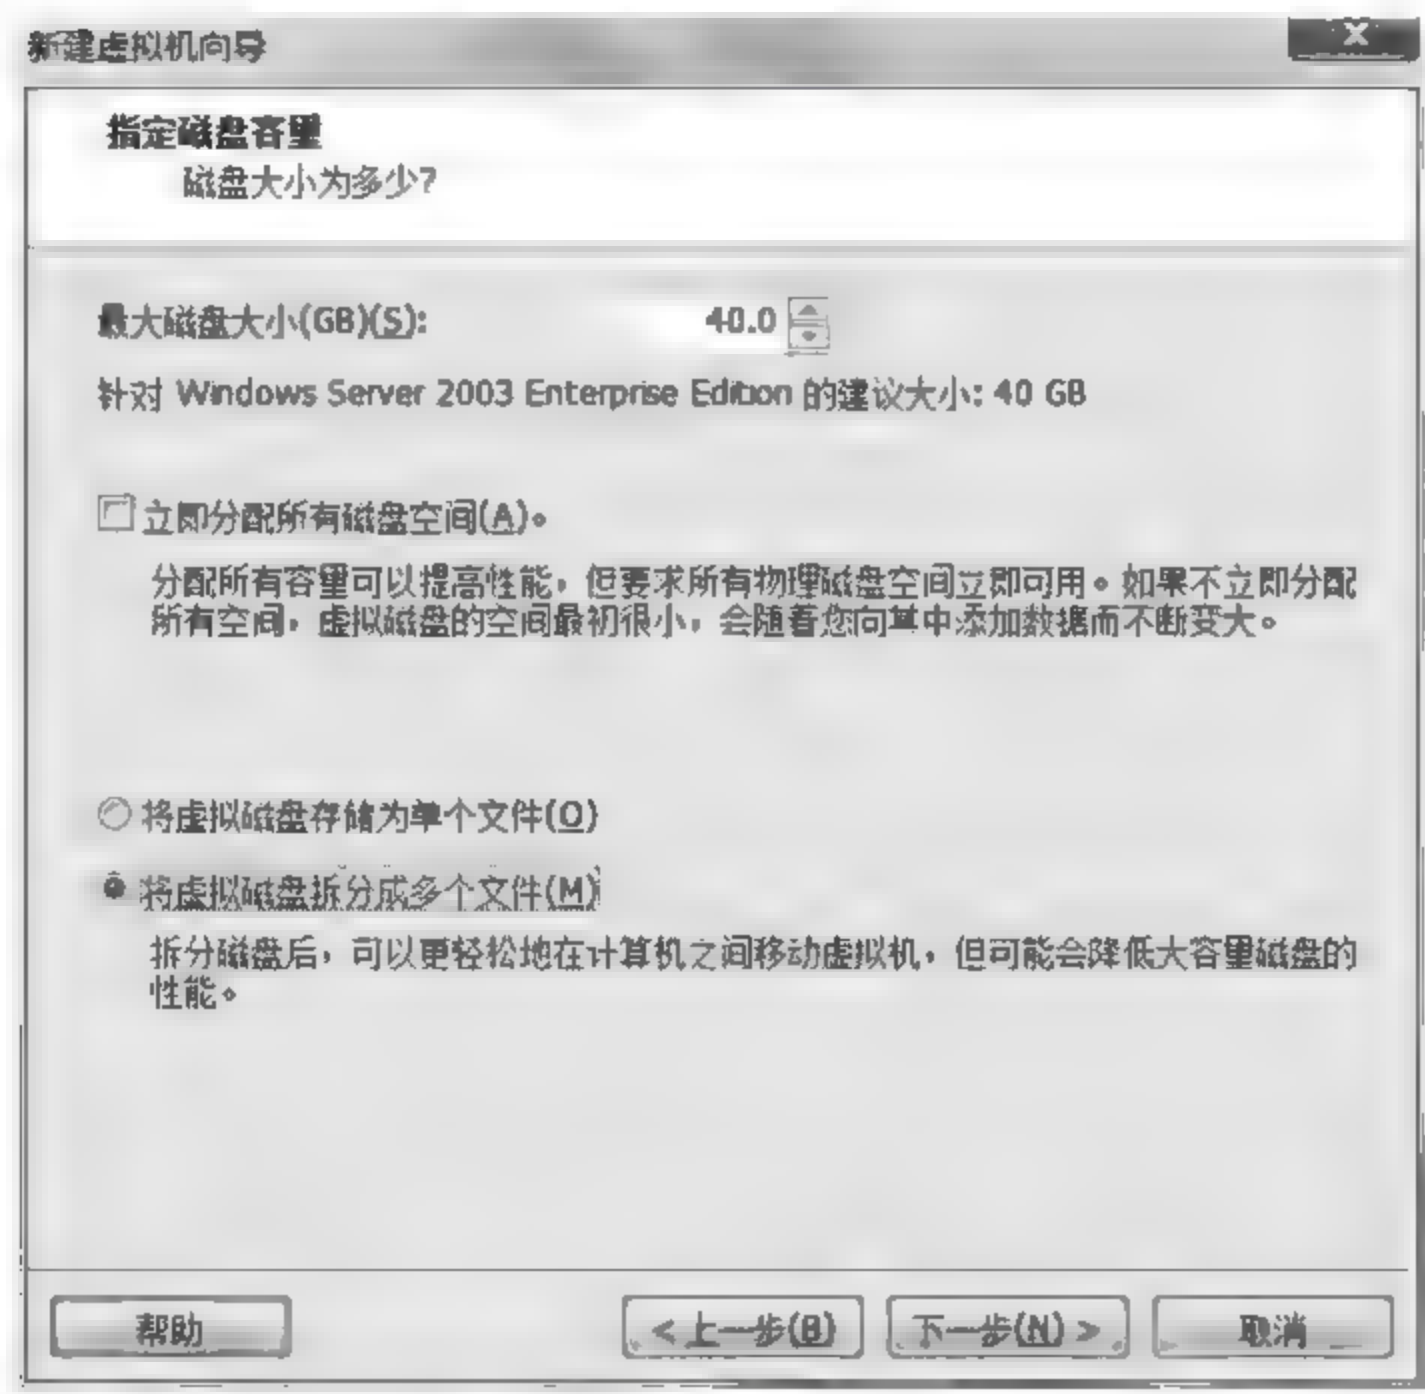 新建虚拟机向导
X
指定磁盘容量
磁盘大小为多少?
最大磁盘大小(GB)(S): 40.0
针对 Windows Server 2003 Enterprise Edition 的建议大小: 40 GB
立即分配所有磁盘空间(A)。
分配所有容量可以提高性能，但要求所有物理磁盘空间立即可用。如果不立即分配
所有空间，虚拟磁盘的空间最初很小，会随着您向其中添加数据而不断变大。
将虚拟磁盘存储为单个文件(O)
将虚拟磁盘拆分成多个文件(M)
拆分磁盘后，可以更轻松地在计算机之间移动虚拟机，但可能会降低大容量磁盘的
性能。
帮助 < 上一步(B) 下一步(N) > 取消